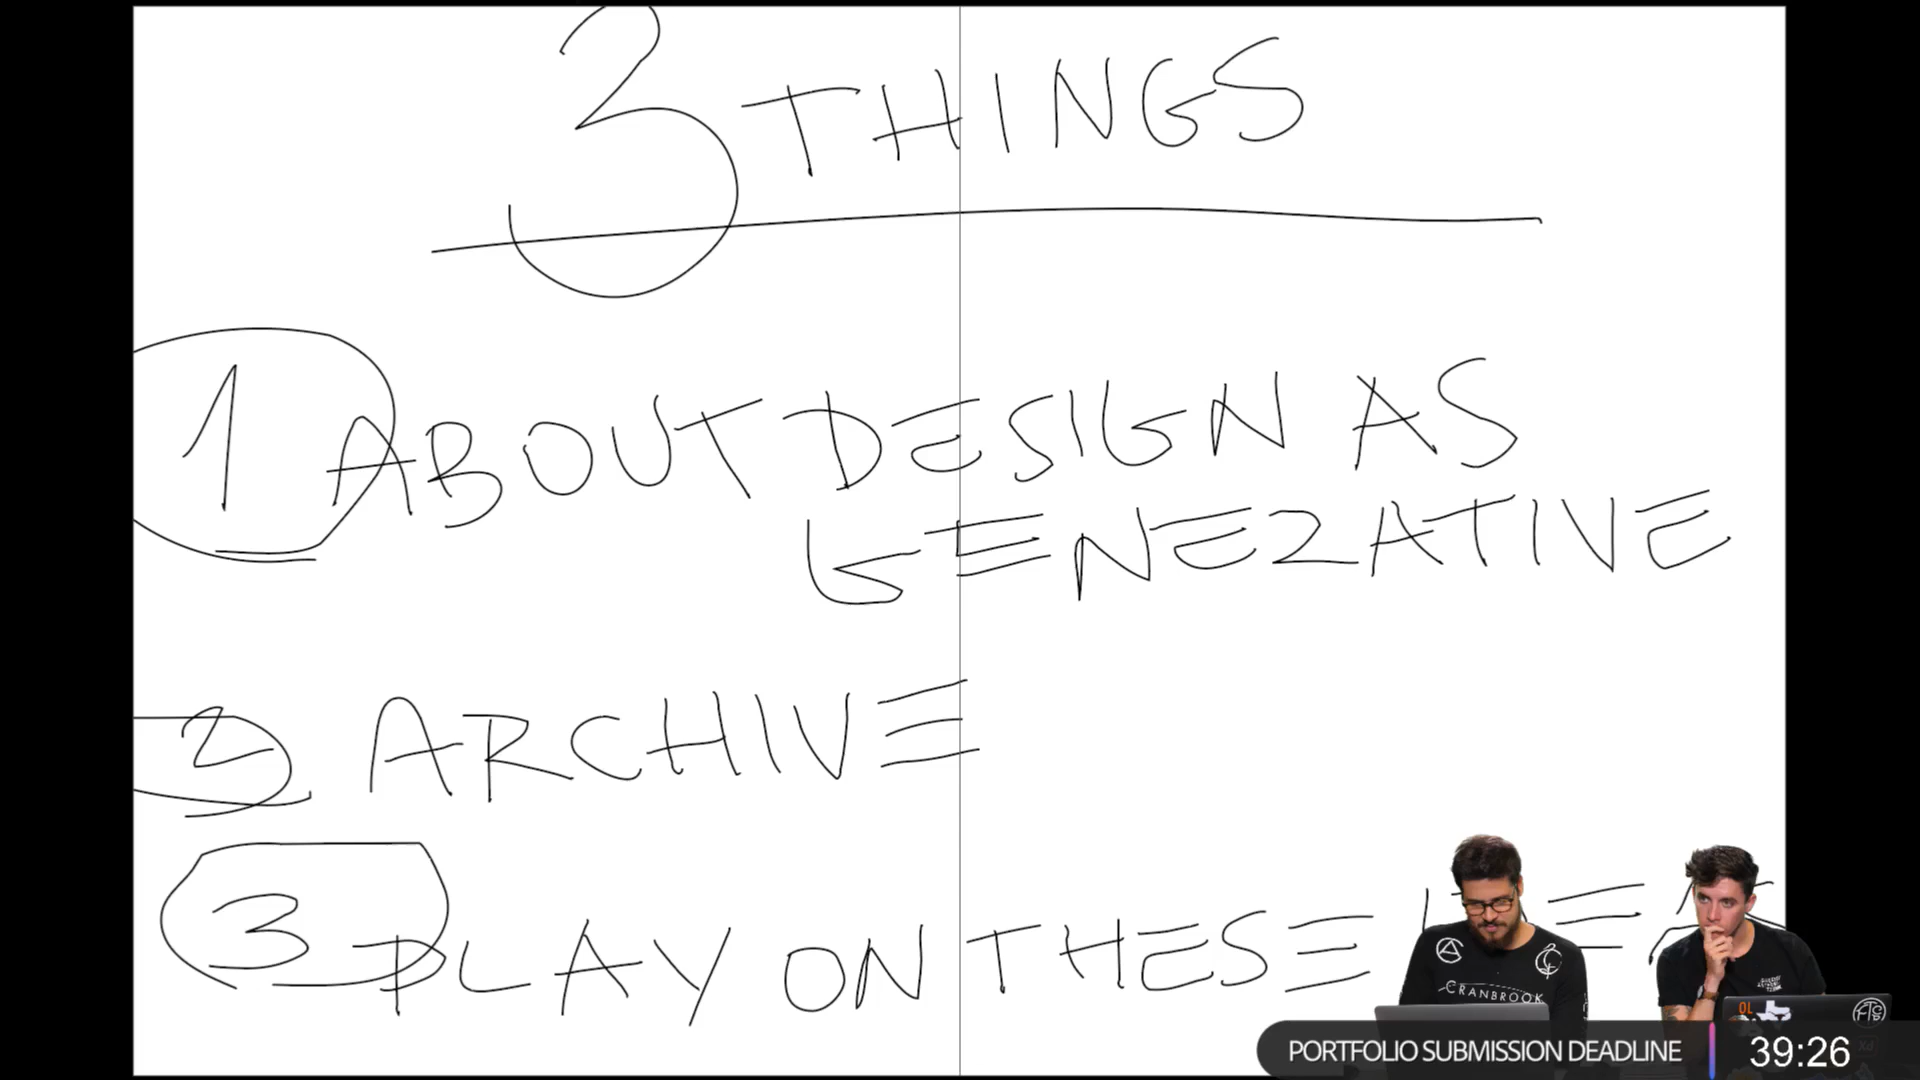 3 THINGS
1 ABOUT DESIGN AS
GENERATIVE
2 ARCHIVE
3 PLAY ON THESE
CRANBROOK
OL
PORTFOLIO SUBMISSION DEADLINE 39:26